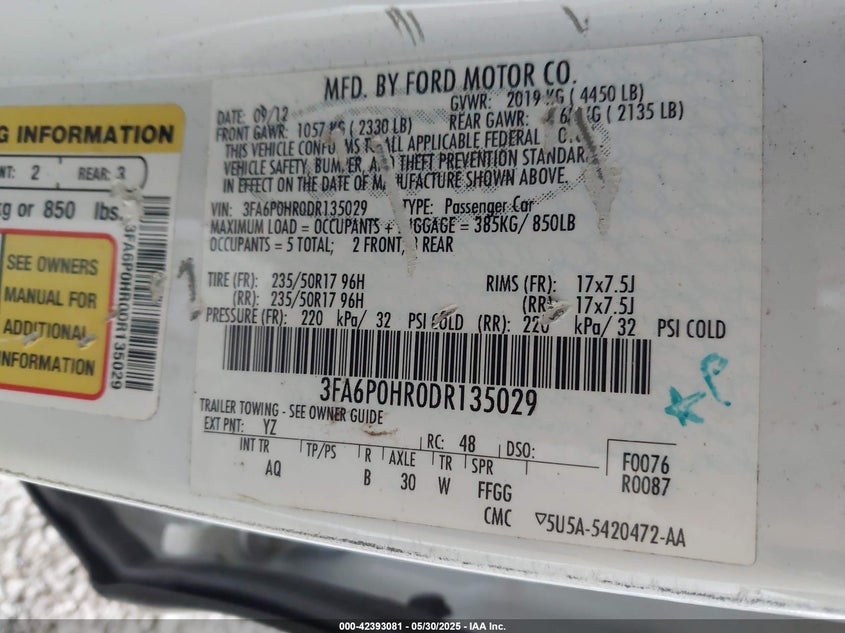 MFD. BY FORD MOTOR CO.
DATE: 09/12 GVWR: 2019 KG ( 4450 LB)
FRONT GAWR: 1057 KG ( 2330 LB) REAR GAWR: KG ( 2135 LB)
THIS VEHICLE CONFORMS TO ALL APPLICABLE FEDERAL
VEHICLE SAFETY, BUMPER, AND THEFT PREVENTION STANDARDS
IN EFFECT ON THE DATE OF MANUFACTURE SHOWN ABOVE.
VIN: 3FA6P0HR0DR135029 TYPE: Passenger Car
MAXIMUM LOAD = OCCUPANTS + LUGGAGE = 385KG/ 850LB
OCCUPANTS = 5 TOTAL; 2 FRONT, 3 REAR
TIRE (FR): 235/50R17 96H RIMS (FR): 17x7.5J
(RR): 235/50R17 96H (RR): 17x7.5J
PRESSURE (FR): 220 kPa/ 32 PSI COLD (RR): 220 kPa/ 32 PSI COLD
3FA6P0HR0DR135029
TRAILER TOWING - SEE OWNER GUIDE
EXT PNT: YZ RC: 48 DSO:
INT TR TP/PS R AXLE TR SPR F0076
AQ B 30 W FFGG R0087
CMC ▽5U5A-5420472-AA
G INFORMATION
NT: 2 REAR: 3
kg or 850 lbs.
SEE OWNERS
MANUAL FOR
ADDITIONAL
INFORMATION
3FA6P0HR0DR135029
000-42393081 - 05/30/2025 - IAA Inc.